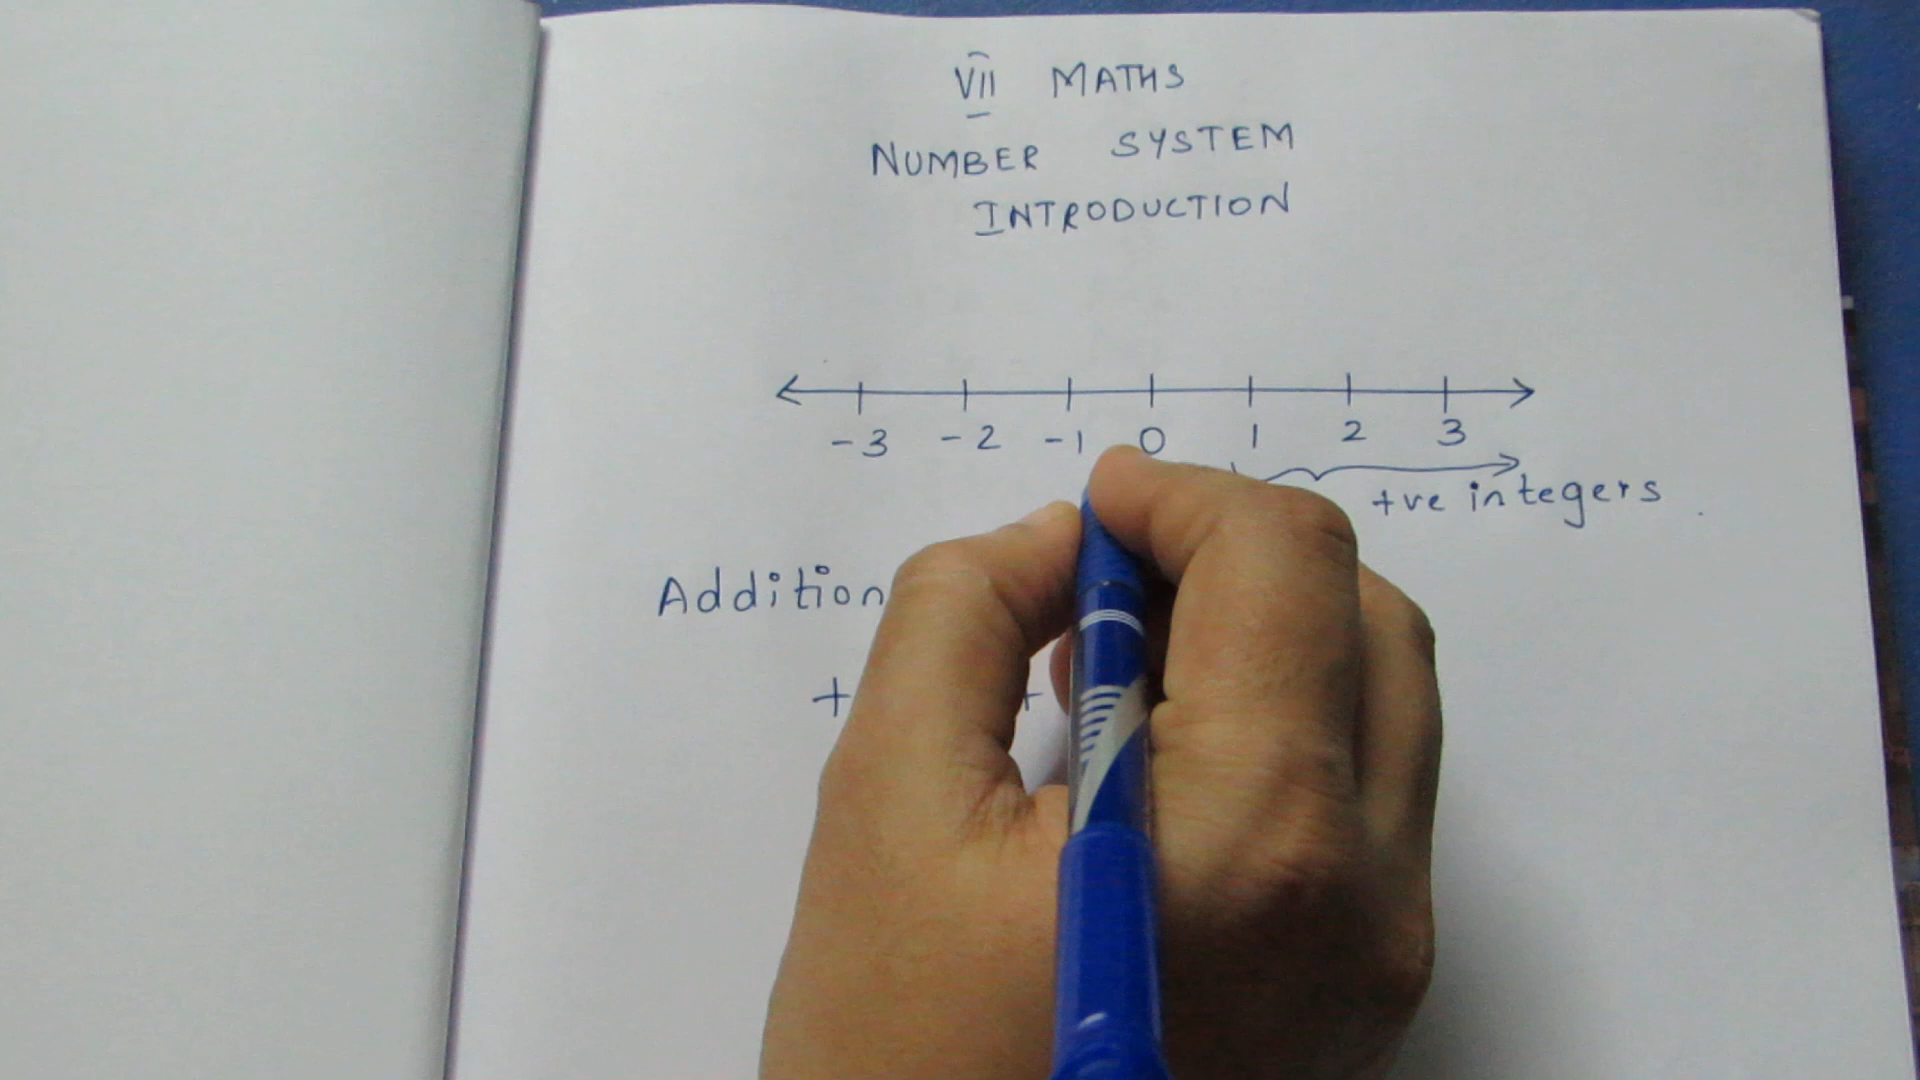 VII MATHS
NUMBER SYSTEM
INTRODUCTION
-3 -2 -1 0 1 2 3
+ve integers
Addition
+ +